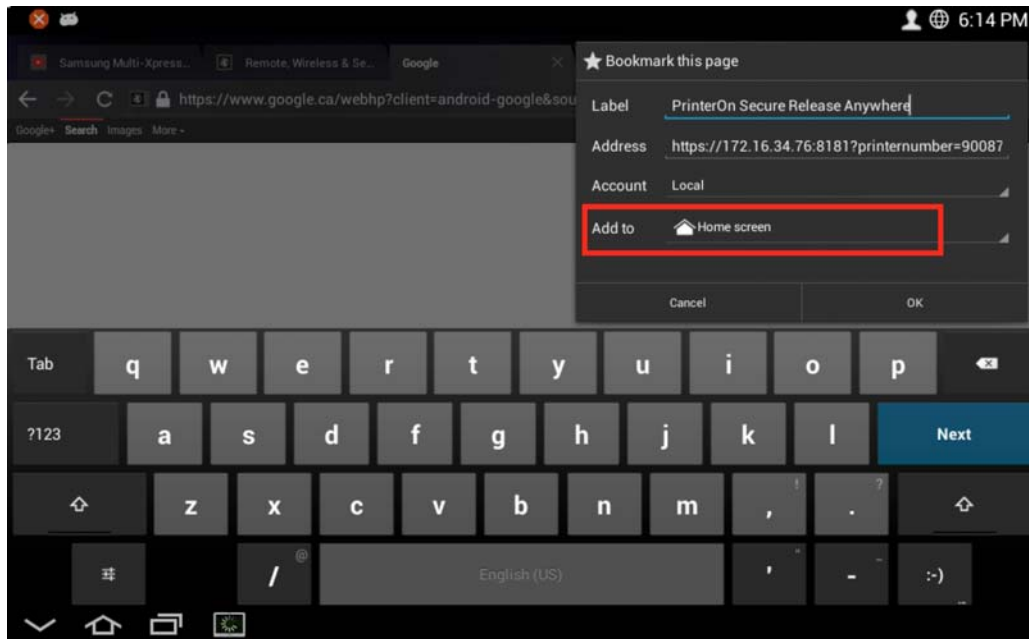 6:14 PM
Samsung Multi-Xpress...
Remote, Wireless & Se...
Google
https://www.google.ca/webhp?client=android-google&sou
Google+ Search Images More
Bookmark this page
Label PrinterOn Secure Release Anywhere
Address https://172.16.34.76:8181?printernumber=90087
Account Local
Add to Home screen
Cancel OK
Tab q w e r t y u i o p
?123 a s d f g h j k l Next
z x c v b n m , ! . ?
/ @ English (US) ' " - _ :-)